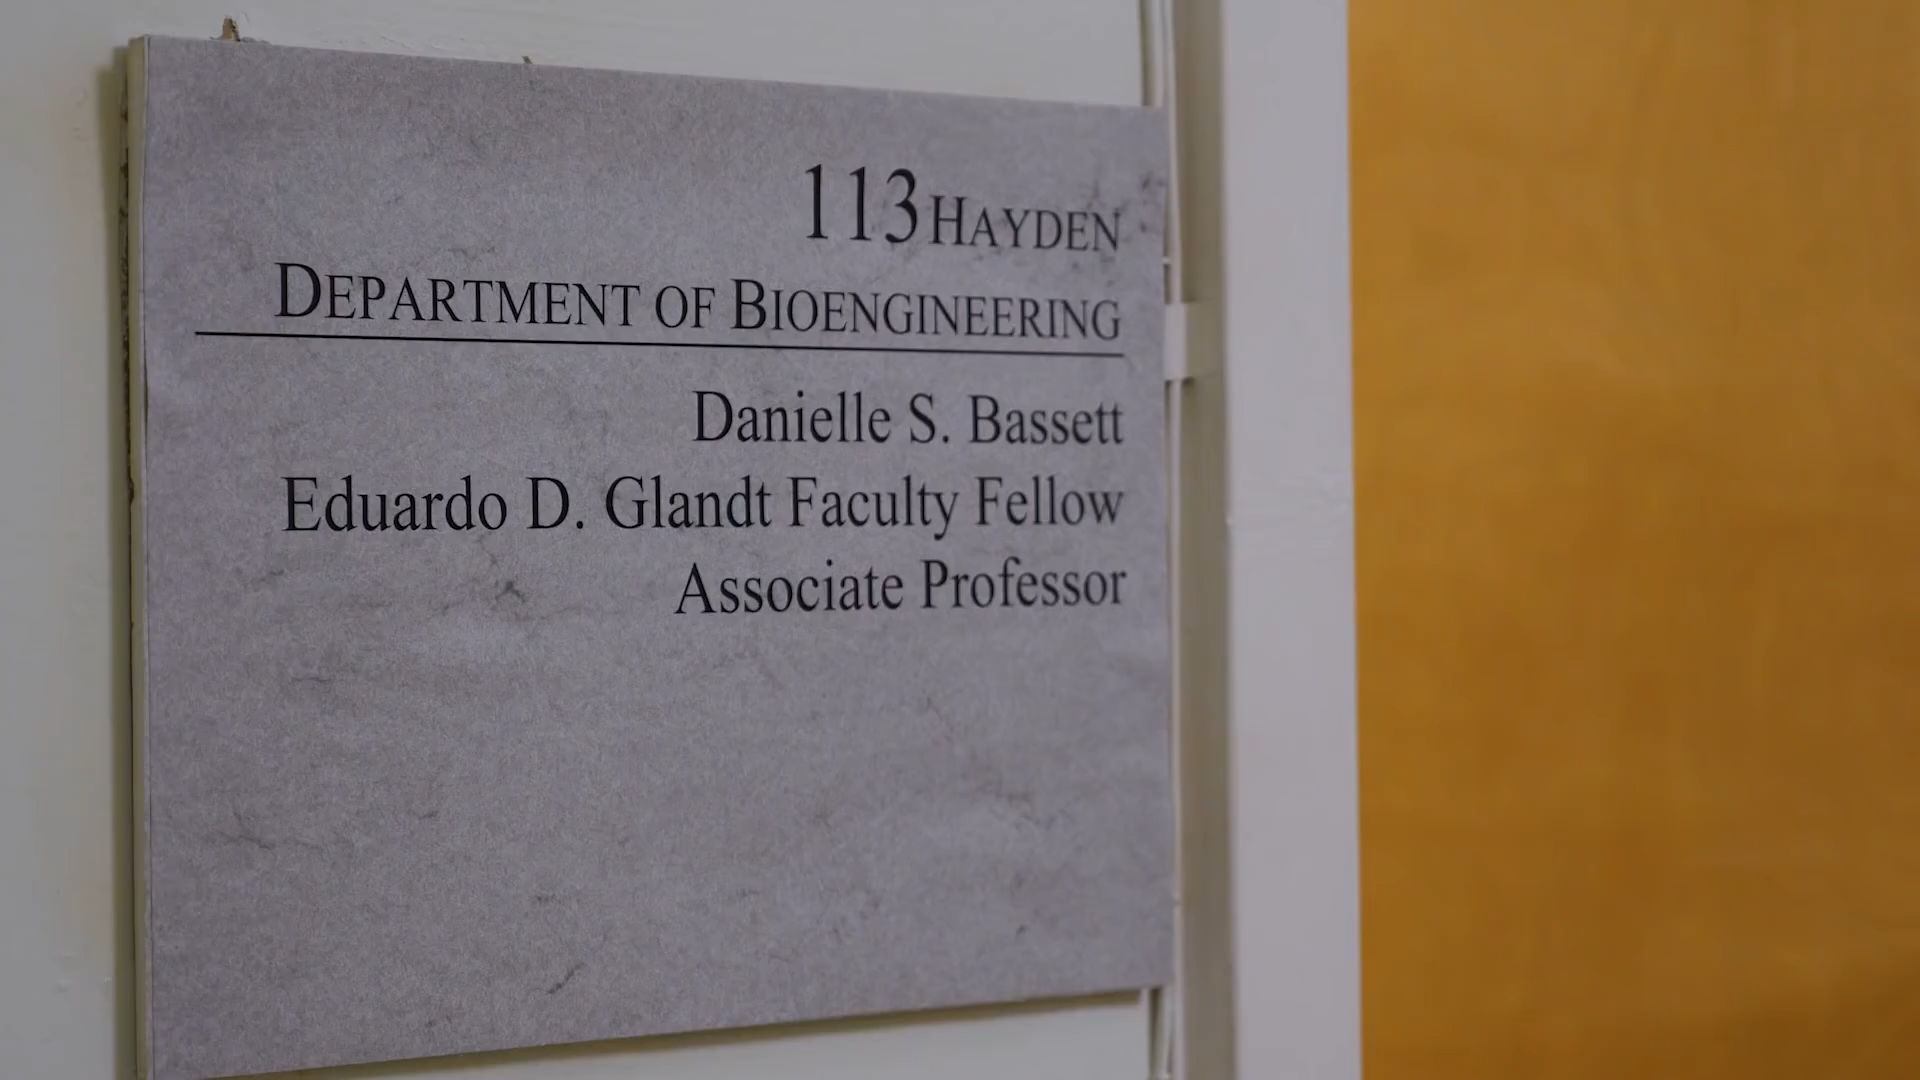 113 HAYDEN
DEPARTMENT OF BIOENGINEERING
Danielle S. Bassett
Eduardo D. Glandt Faculty Fellow
Associate Professor